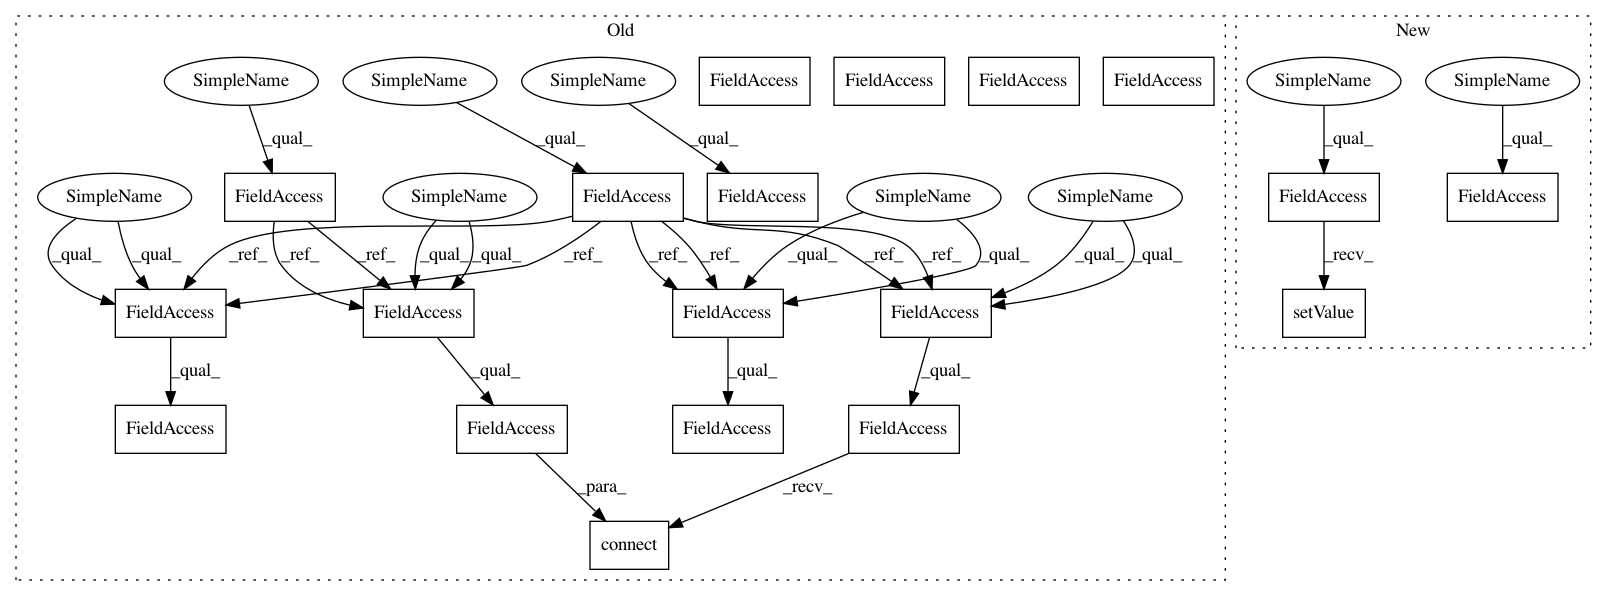 Old
New
SimpleName
SimpleName
SimpleName
FieldAccess
FieldAccess
FieldAccess
FieldAccess
SimpleName
SimpleName
_qual_
_qual_
_qual_
_qual_
_qual_
SimpleName
FieldAccess
SimpleName
FieldAccess
FieldAccess
SimpleName
SimpleName
FieldAccess
FieldAccess
_qual_
_qual_
_ref_
_ref_
_qual_
_qual_
_ref_
_ref_
_ref_
_ref_
_qual_
_qual_
_ref_
_ref_
_qual_
_qual_
_recv_
FieldAccess
FieldAccess
FieldAccess
FieldAccess
setValue
_qual_
_qual_
_qual_
_qual_
FieldAccess
FieldAccess
FieldAccess
FieldAccess
_para_
_recv_
connect